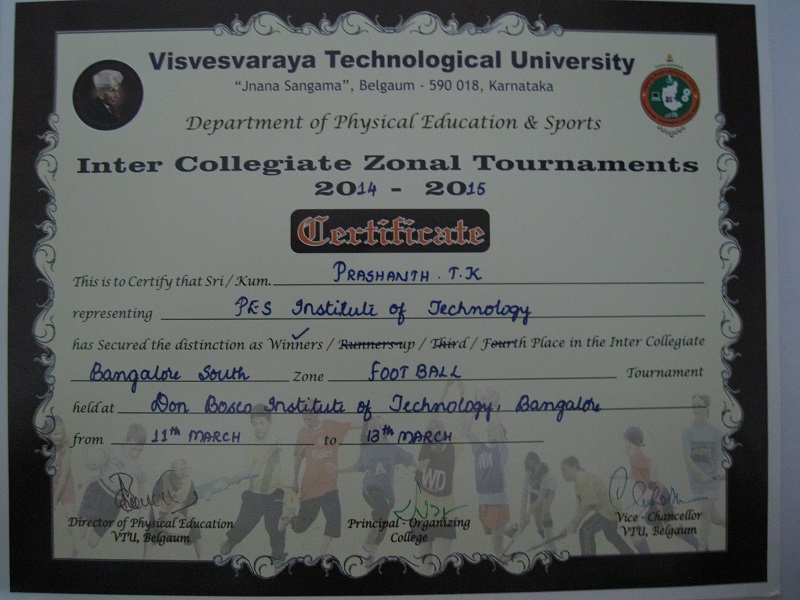 Visvesvaraya Technological University
"Jnana Sangama", Belgaum - 590 018, Karnataka
Department of Physical Education & Sports
Inter Collegiate Zonal Tournaments
2014 - 2015
Certificate
This is to Certify that Sri / Kum. PRASHANTH . T.K
representing PES Institute of Technology
has Secured the distinction as Winners / Runners-up / Third / Fourth Place in the Inter Collegiate
Bangalore South Zone FOOT BALL Tournament
held at Don Bosco Institute of Technology, Bangalore
from 11th MARCH to 13th MARCH
WD
Director of Physical Education
VTU, Belgaum
Principal - Organizing
College
Vice - Chancellor
VTU, Belgaum